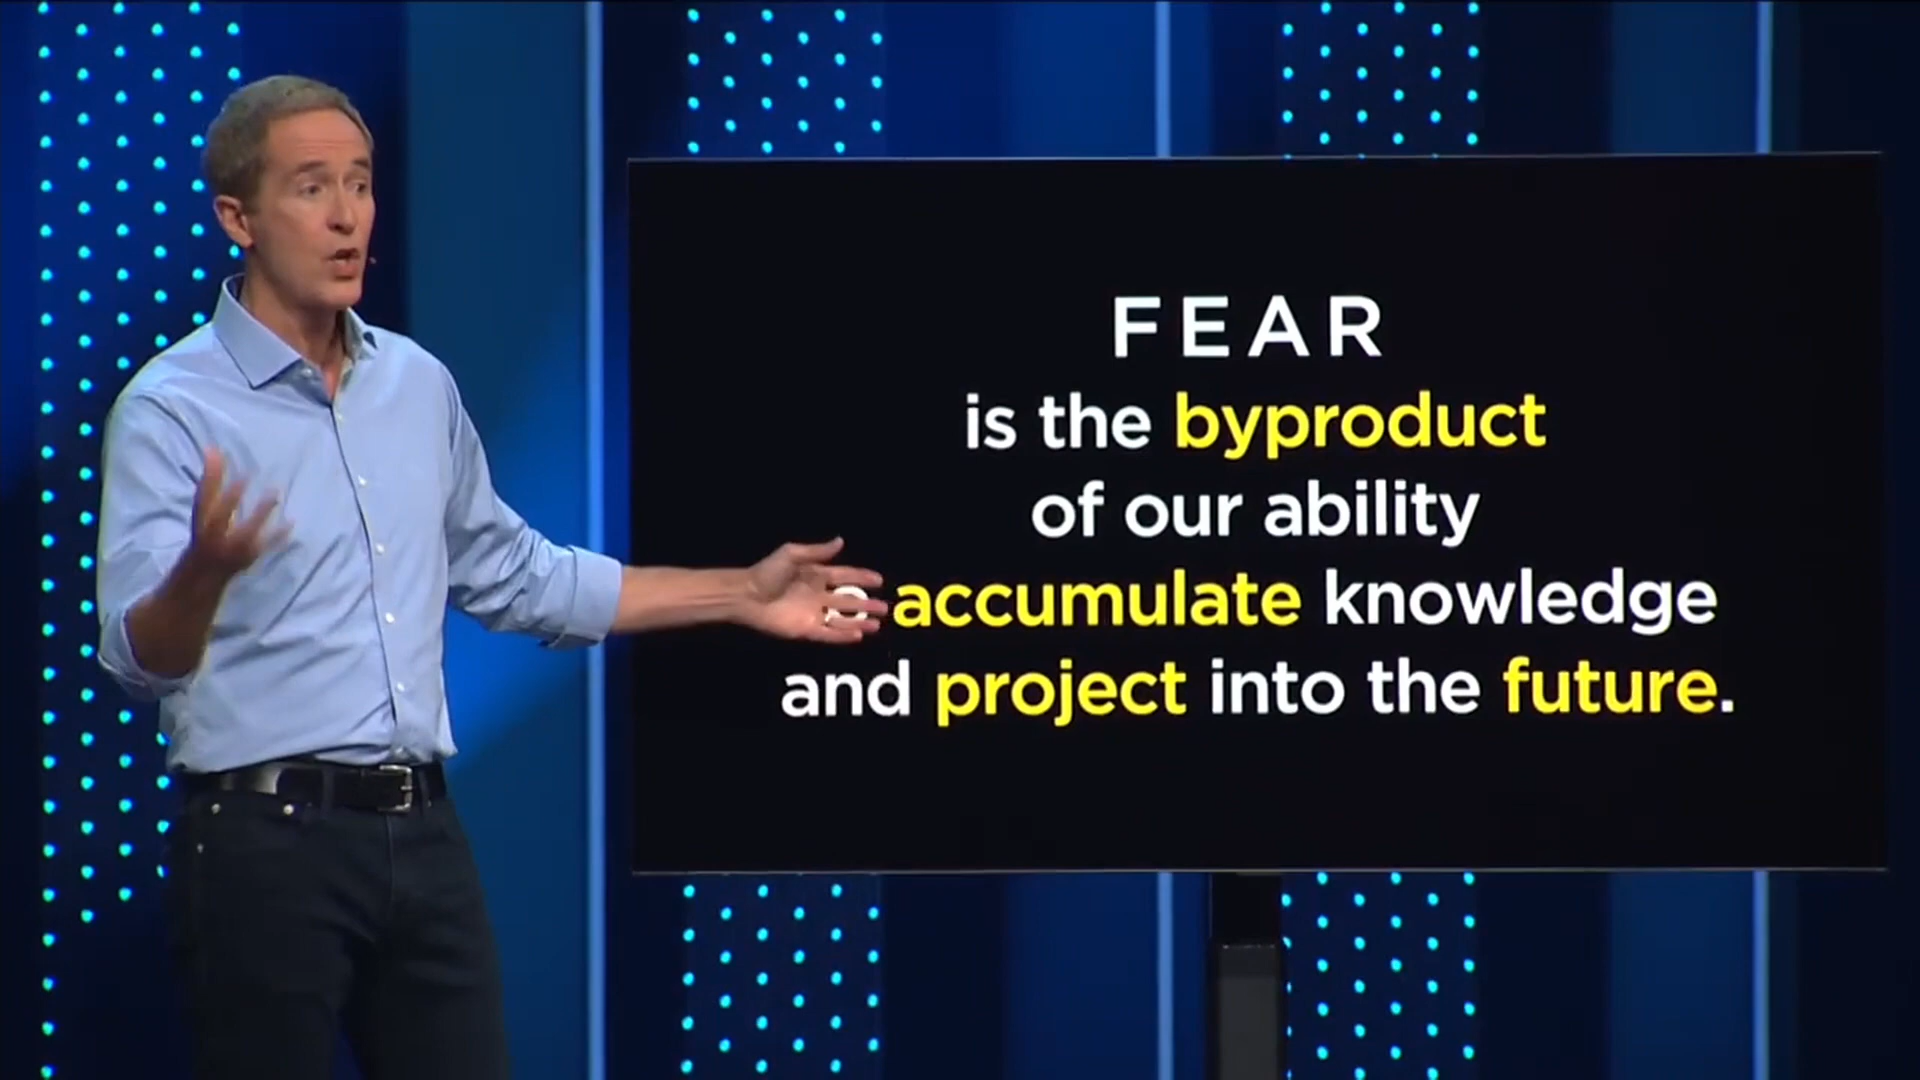 FEAR
is the byproduct
of our ability
accumulate knowledge
and project into the future.